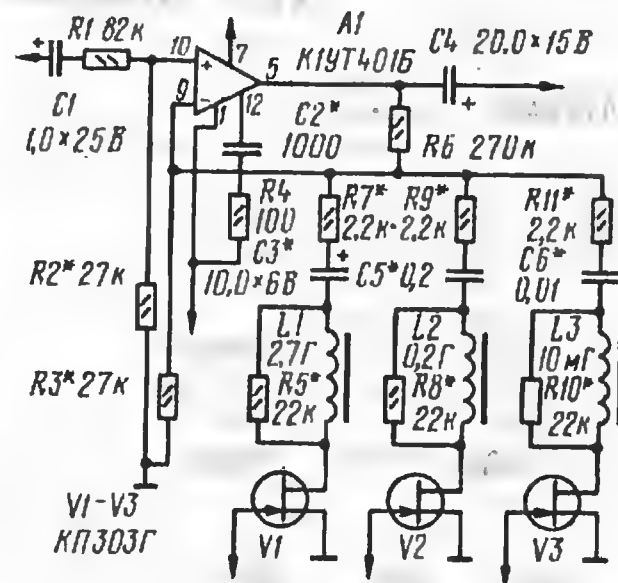 R1 82к
A1
К1УТ401Б
C4 20.0×15В
10
7
5
9
1
12
+
−
+
+
C1
1,0×25В
C2*
1000
R6 270к
R4
100
C3*
10,0×6В
R7*
2,2к
R9*
2,2к
R11*
2,2к
C5* 0,2
C6*
0,01
+
R2* 27к
R3* 27к
L1
2,7Г
R5*
22к
L2
0,2Г
R8*
22к
L3
10мГ
R10*
22к
V1-V3
КП303Г
V1
V2
V3